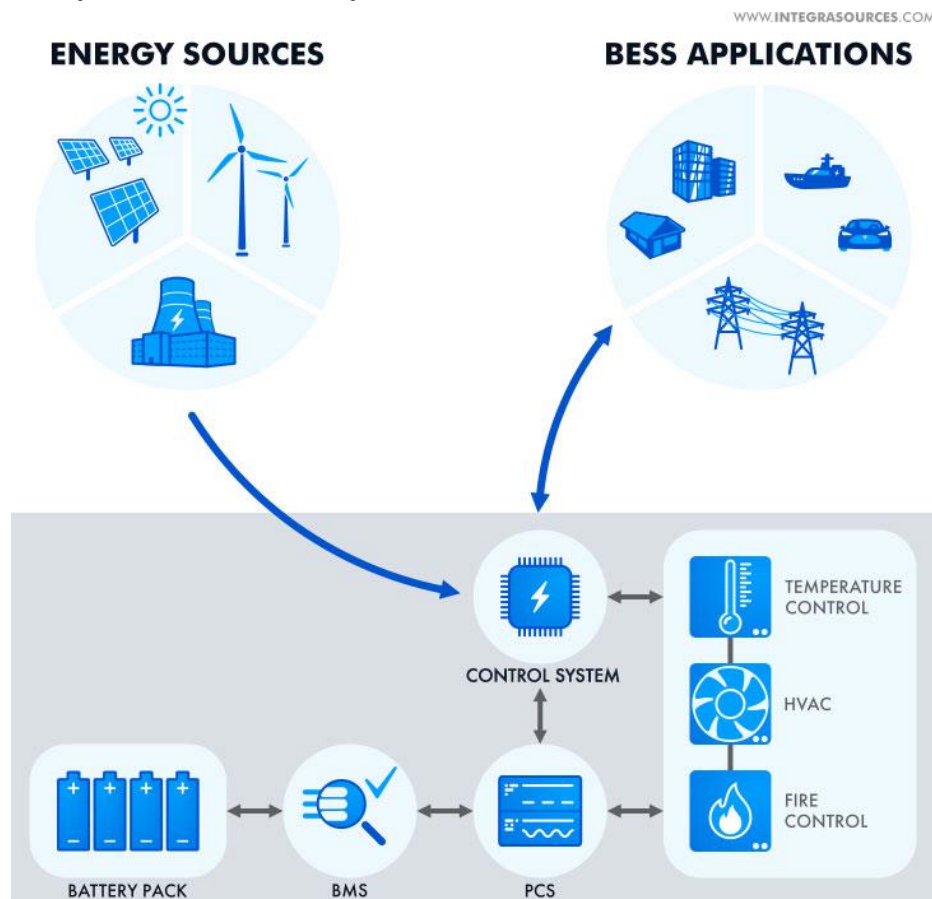 WWW.INTEGRASOURCES.COM
ENERGY SOURCES
BESS APPLICATIONS
CONTROL SYSTEM
TEMPERATURE
CONTROL
HVAC
FIRE
CONTROL
BATTERY PACK
BMS
PCS